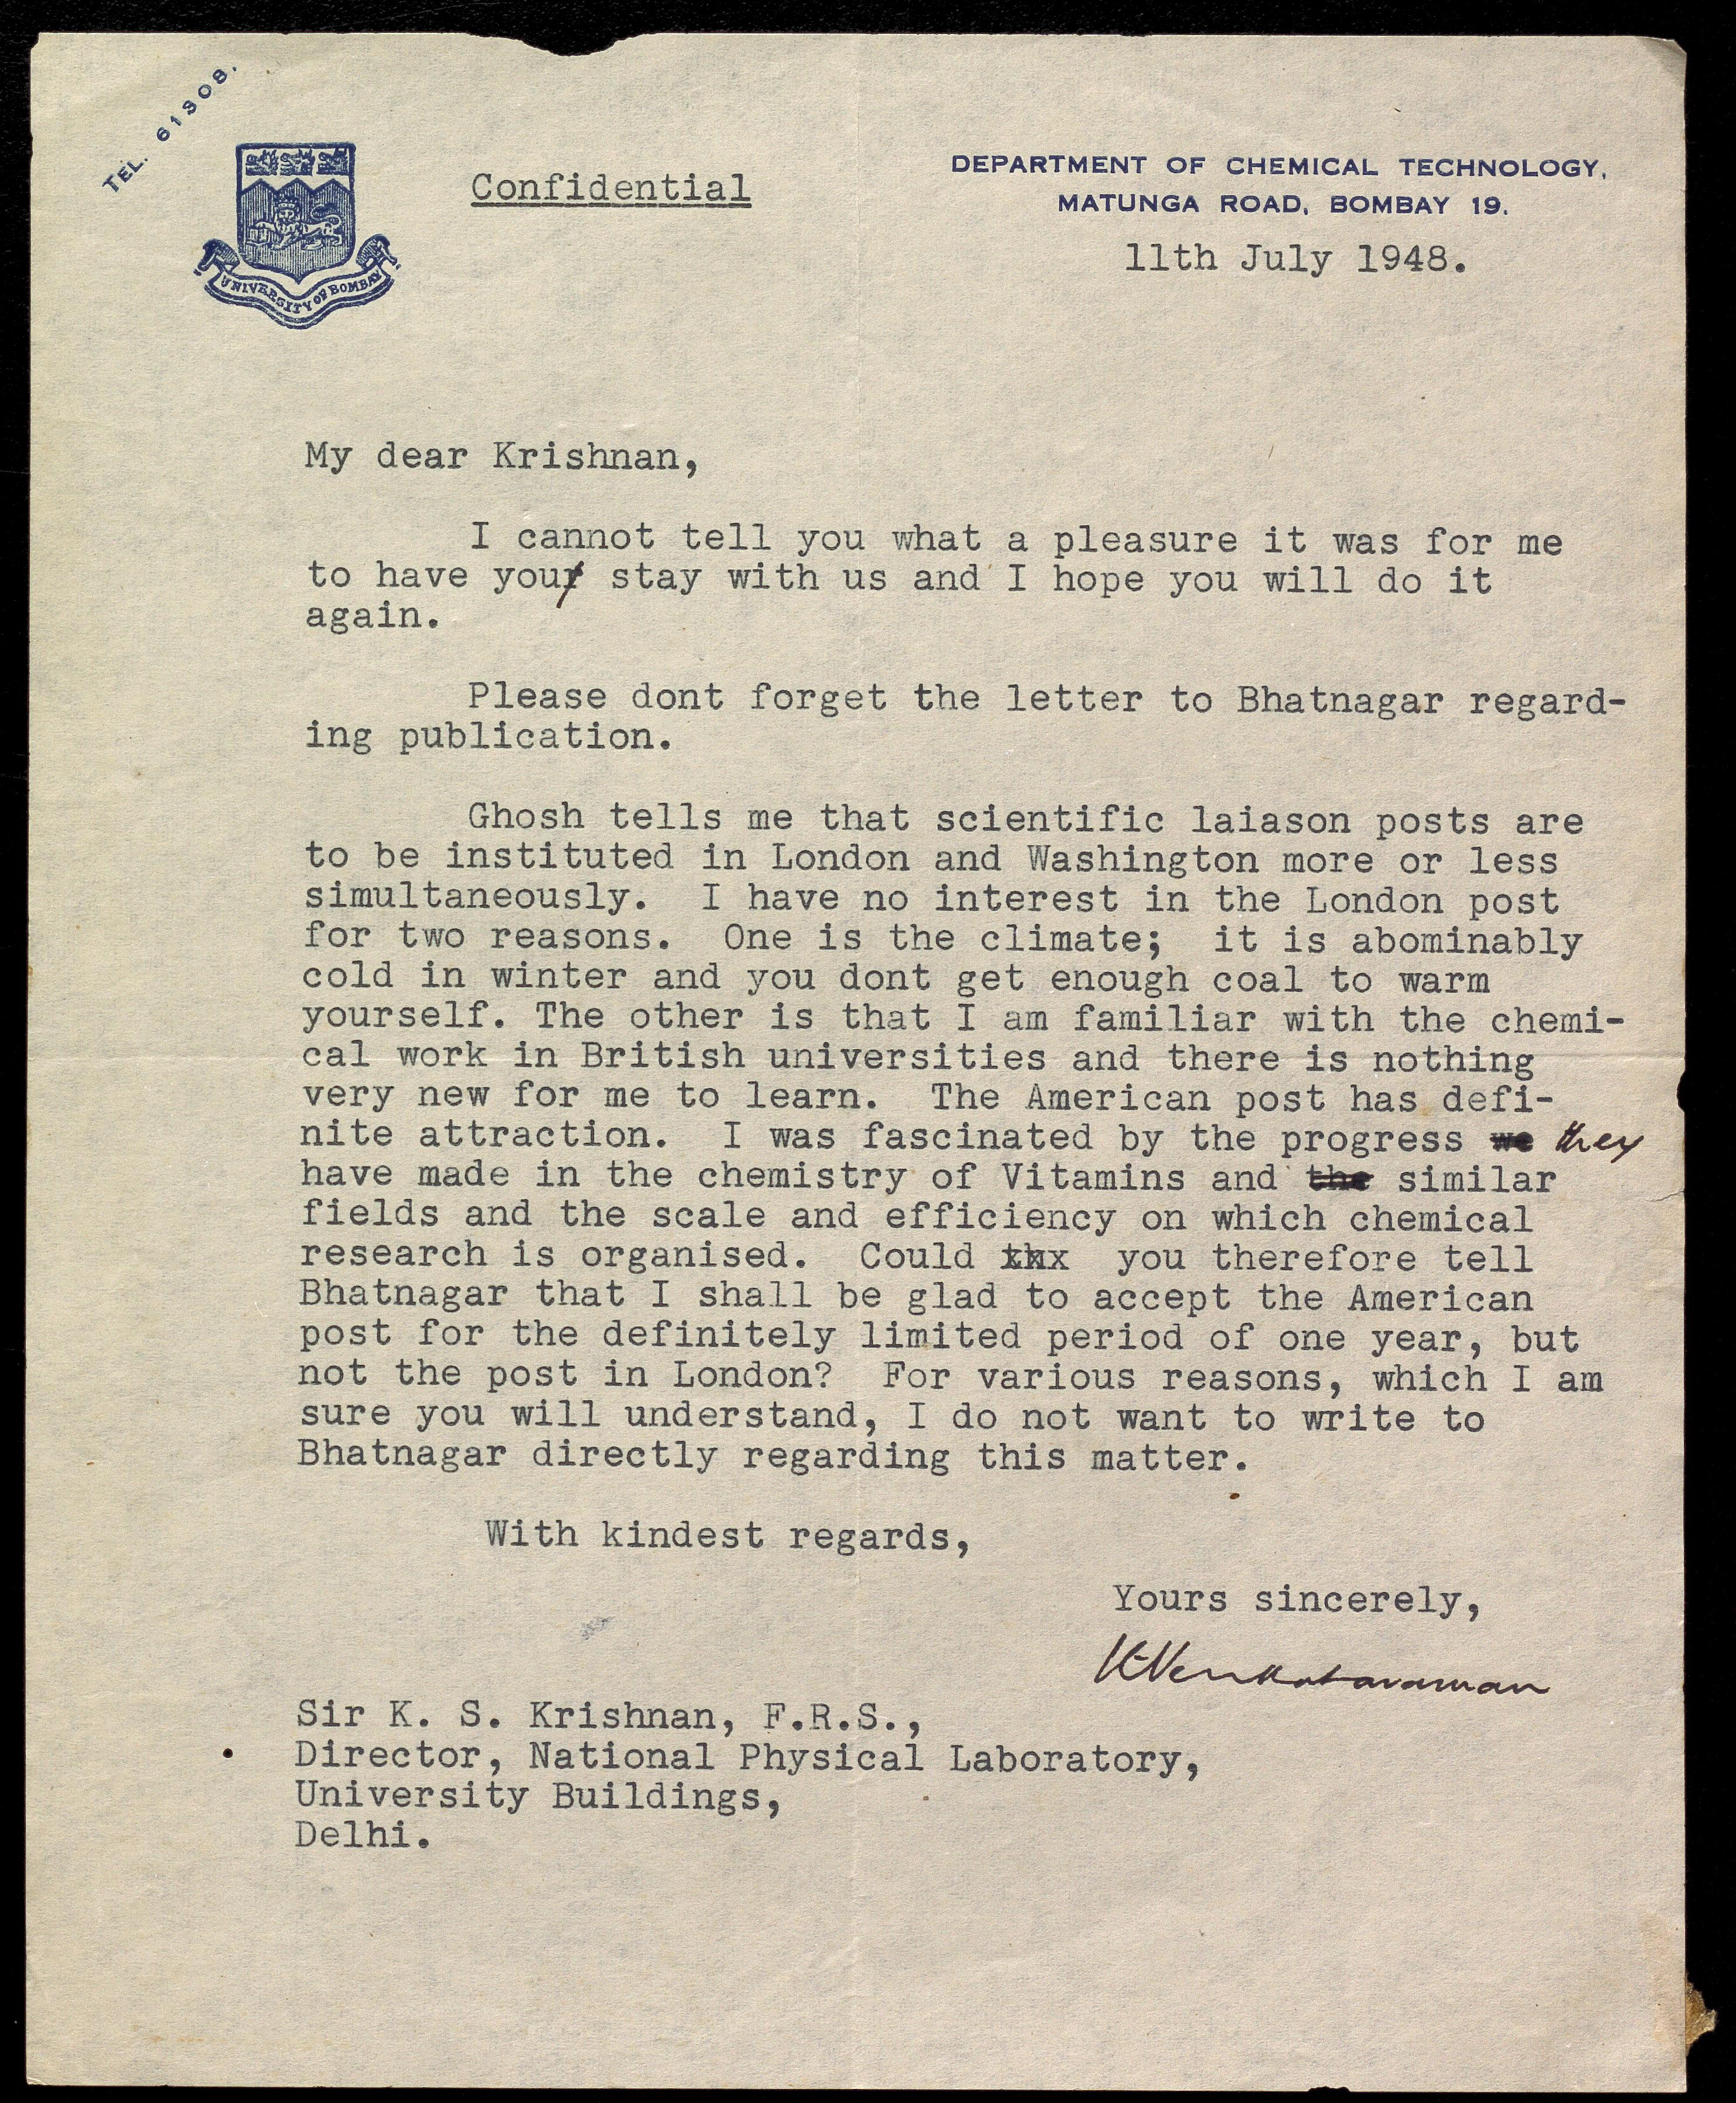 TEL. 61308.
UNIVERSITY OF BOMBAY
Confidential
DEPARTMENT OF CHEMICAL TECHNOLOGY,
MATUNGA ROAD, BOMBAY 19.
11th July 1948.
My dear Krishnan,
I cannot tell you what a pleasure it was for me
to have you stay with us and I hope you will do it
again.
Please dont forget the letter to Bhatnagar regard-
ing publication.
Ghosh tells me that scientific laiason posts are
to be instituted in London and Washington more or less
simultaneously. I have no interest in the London post
for two reasons. One is the climate; it is abominably
cold in winter and you dont get enough coal to warm
yourself. The other is that I am familiar with the chemi-
cal work in British universities and there is nothing
very new for me to learn. The American post has defi-
nite attraction. I was fascinated by the progress we they
have made in the chemistry of Vitamins and the similar
fields and the scale and efficiency on which chemical
research is organised. Could you therefore tell
Bhatnagar that I shall be glad to accept the American
post for the definitely limited period of one year, but
not the post in London? For various reasons, which I am
sure you will understand, I do not want to write to
Bhatnagar directly regarding this matter.
With kindest regards,
Yours sincerely,
K Venkataraman
Sir K. S. Krishnan, F.R.S.,
Director, National Physical Laboratory,
University Buildings,
Delhi.